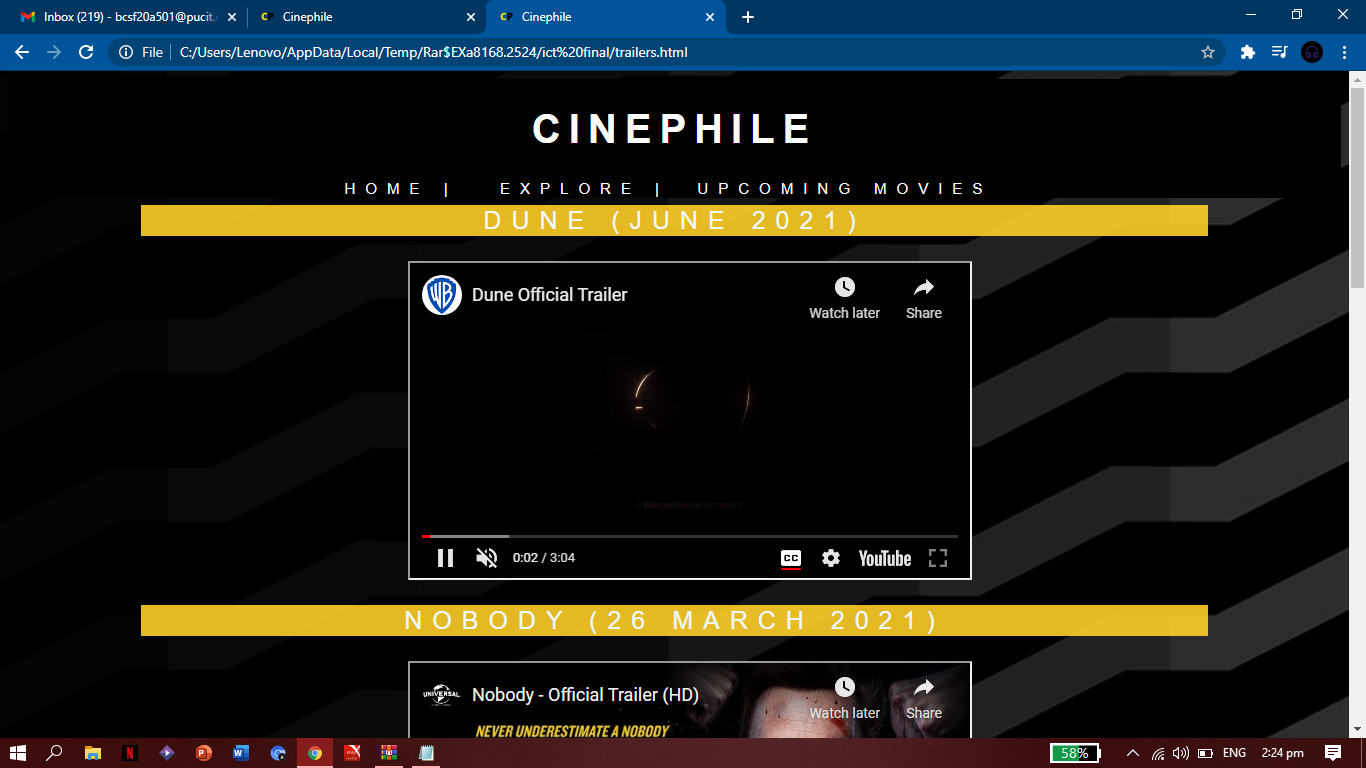 Inbox (219) - bcsf20a501@pucit.
Cinephile
Cinephile
File
C:/Users/Lenovo/AppData/Local/Temp/Rar$EXa8168.2524/ict%20final/trailers.html
CINEPHILE
HOME | EXPLORE | UPCOMING MOVIES
DUNE (JUNE 2021)
WB
Dune Official Trailer
Watch later
Share
WarnerMedia company
0:02 / 3:04
CC
YouTube
NOBODY (26 MARCH 2021)
UNIVERSAL
Nobody - Official Trailer (HD)
Watch later
Share
NEVER UNDERESTIMATE A NOBODY
58%
ENG
2:24 pm